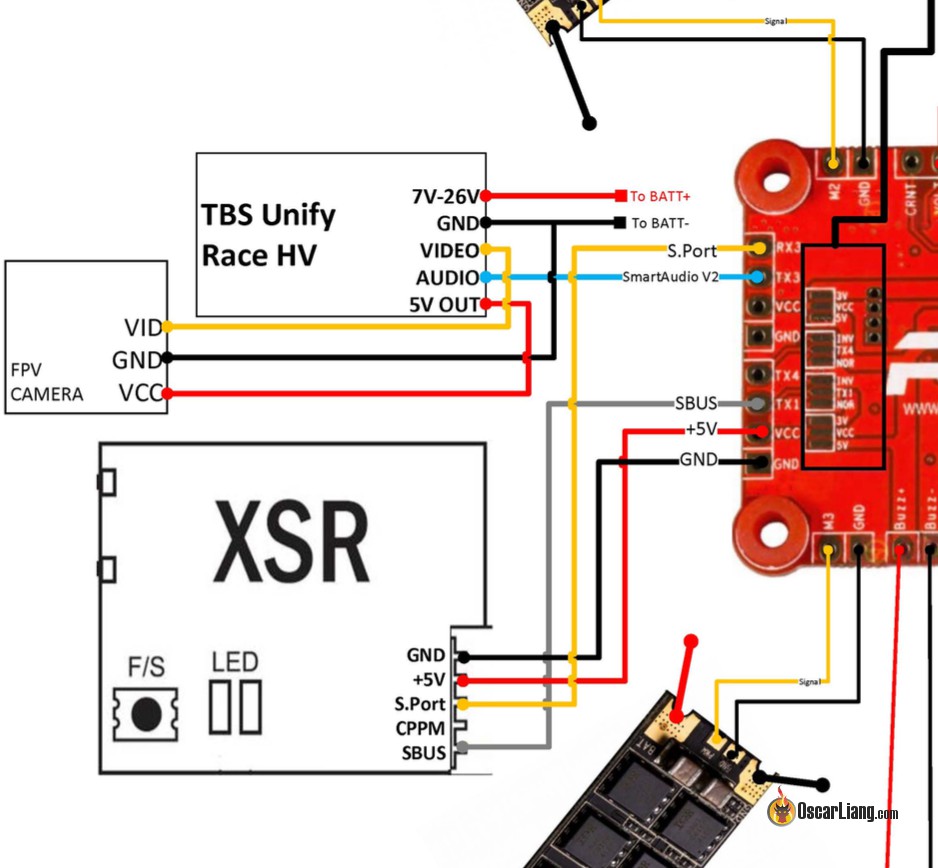 Signal
M2
GND
CRNT
TBS Unify
Race HV
7V-26V
GND
VIDEO
AUDIO
5V OUT
To BATT+
To BATT-
S.Port
RX3
SmartAudio V2
TX3
VCC
GND
3V
VCC
5V
INV
TX4
NOR
TX4
INV
TX1
NOR
SBUS
TX1
+5V
VCC
3V
VCC
5V
GND
GND
WWW
FPV
CAMERA
VID
GND
VCC
M3
GND
Buzz+
Buzz-
XSR
F/S
LED
GND
+5V
S.Port
CPPM
SBUS
Signal
BAT
OscarLiang.com